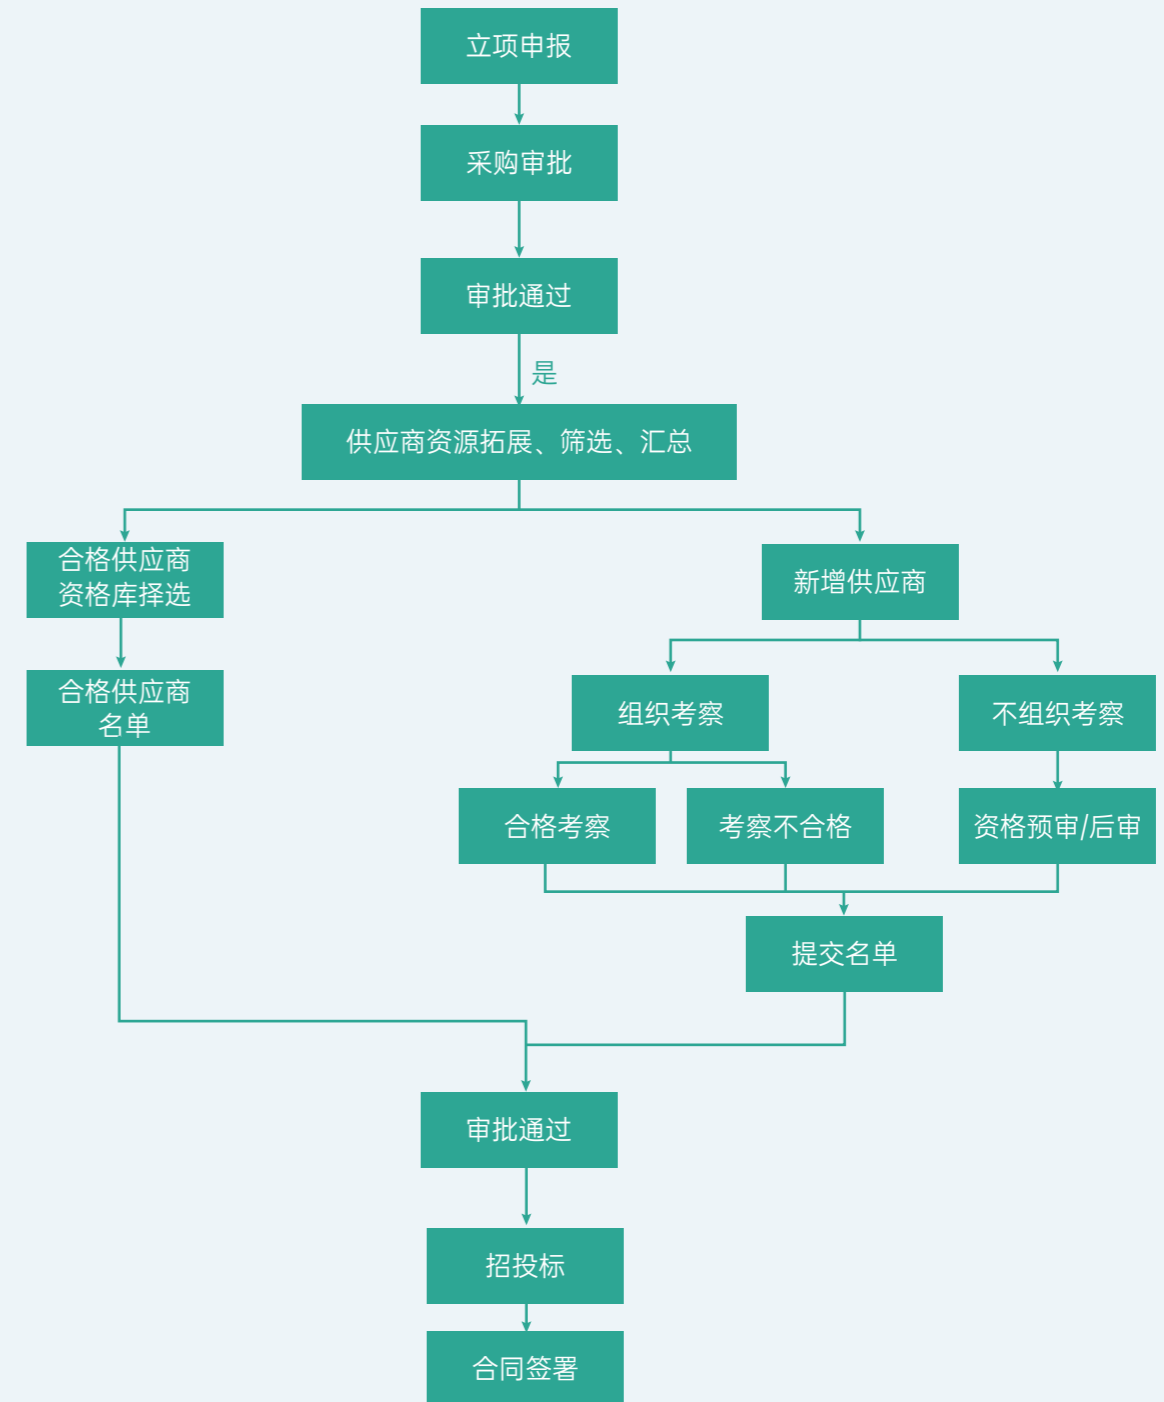 立项申报
采购审批
审批通过
是
供应商资源拓展、筛选、汇总
合格供应商
资格库择选
新增供应商
合格供应商
名单
组织考察
不组织考察
合格考察
考察不合格
资格预审/后审
提交名单
审批通过
招投标
合同签署